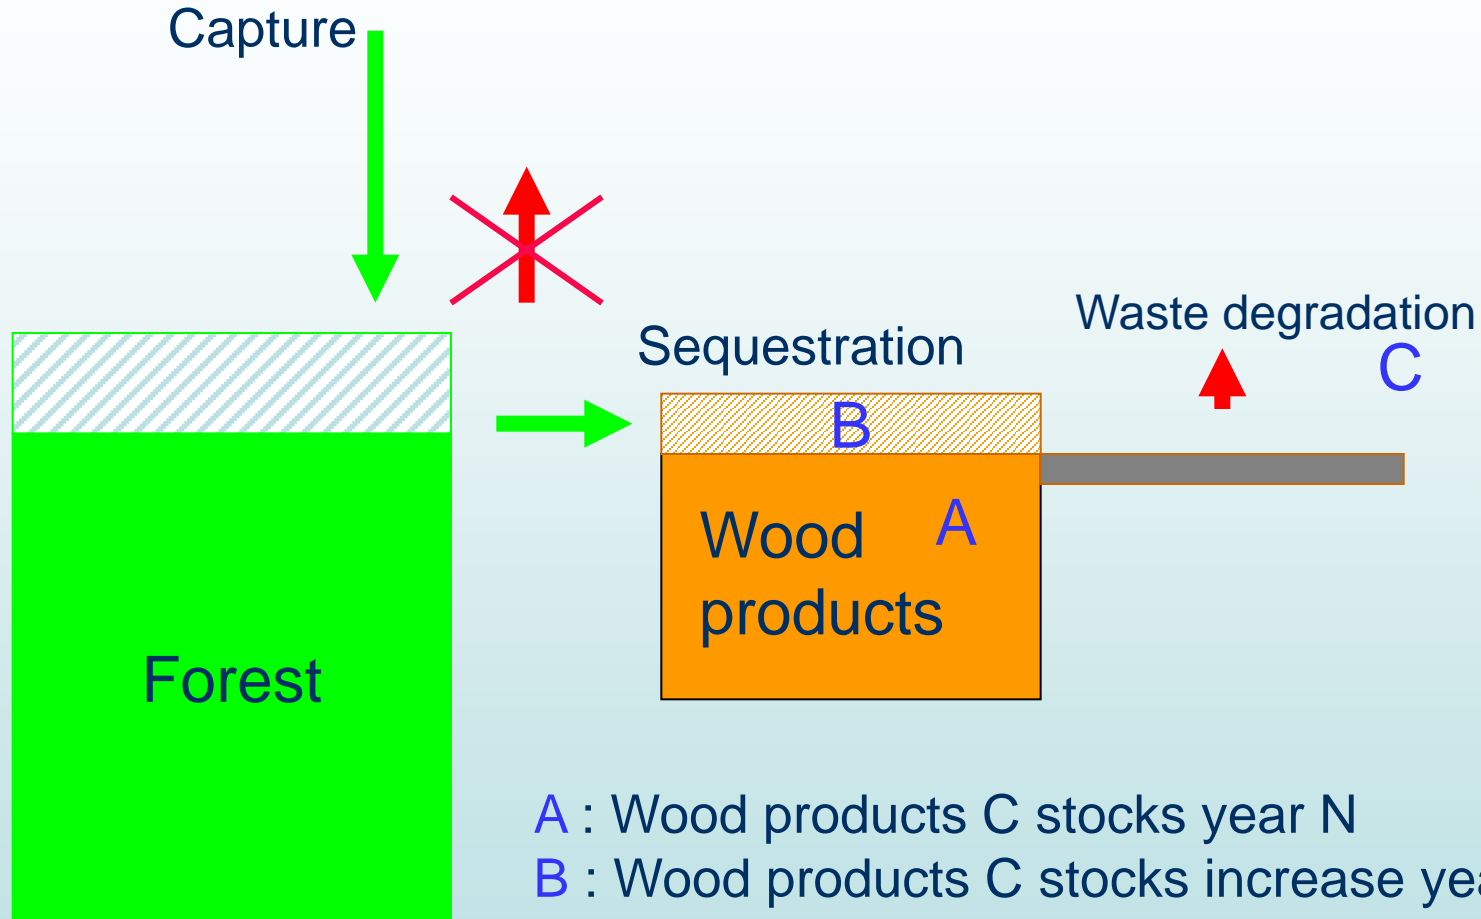 Capture
Waste degradation
C
Sequestration
B
A
Wood
products
Forest
A : Wood products C stocks year N
B : Wood products C stocks increase